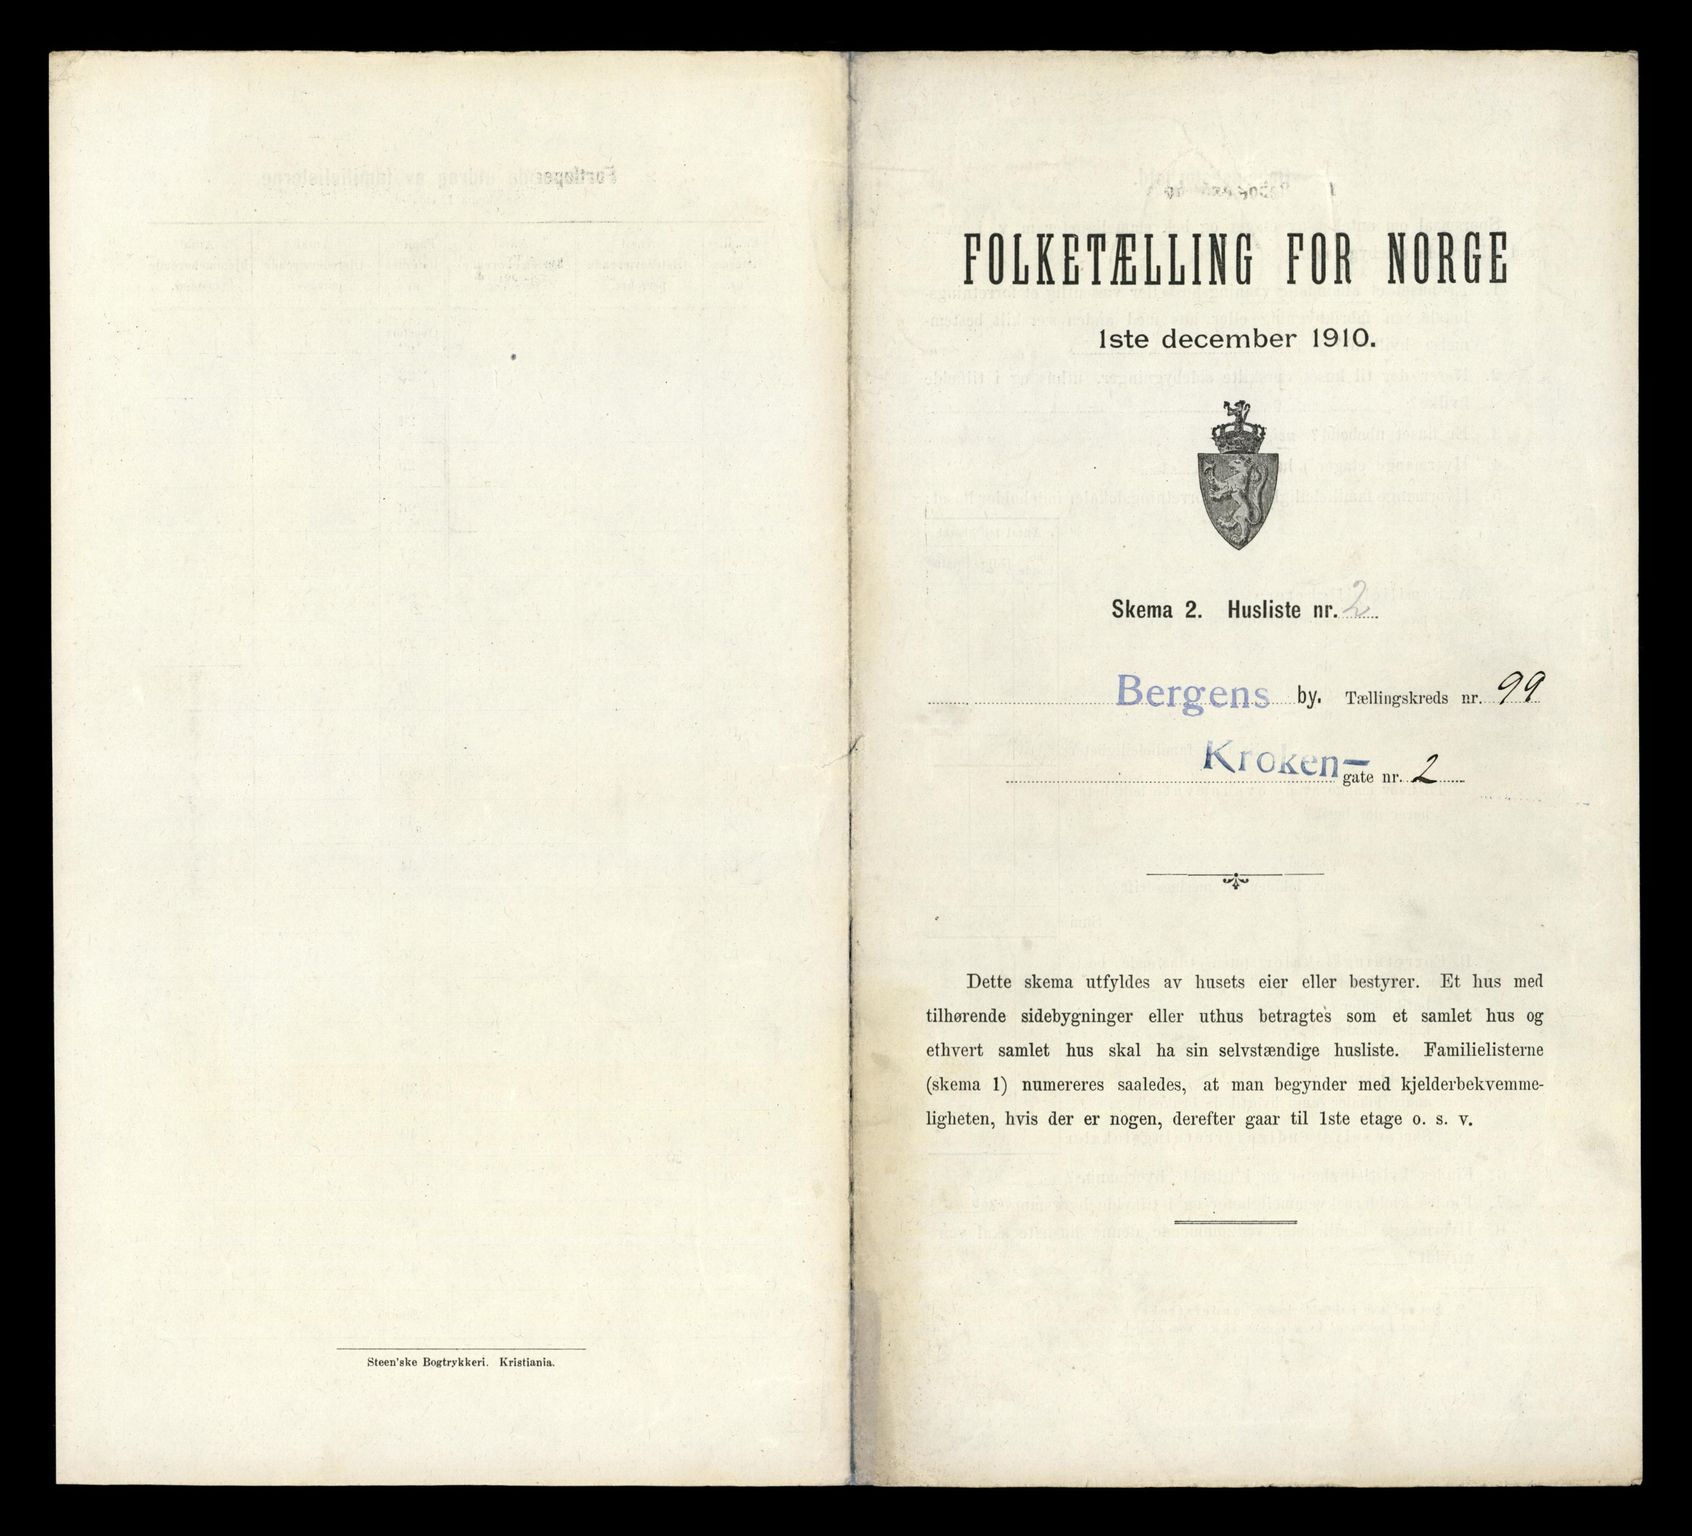 Steen'ske Bogtrykkeri. Kristiania.
FOLKETÆLLING FOR NORGE
1ste december 1910.
Skema 2. Husliste nr. 2
Bergens by. Tællingskreds nr. 99
Kroken-gate nr. 2
Dette skema utfyldes av husets eier eller bestyrer. Et hus med
tilhørende sidebygninger eller uthus betragtes som et samlet hus og
ethvert samlet hus skal ha sin selvstændige husliste. Familielisterne
(skema 1) numereres saaledes, at man begynder med kjelderbekvemme-
ligheten, hvis der er nogen, derefter gaar til 1ste etage o. s. v.